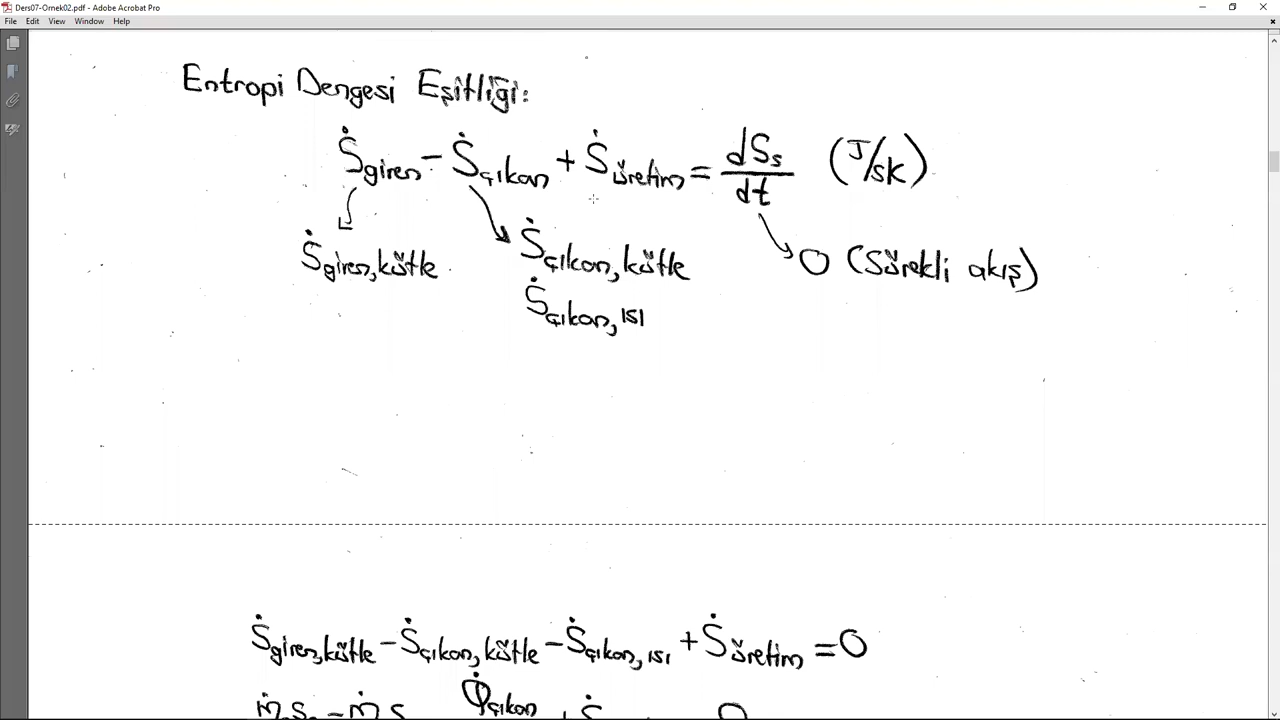 Ders07-Ornek02.pdf - Adobe Acrobat Pro
File Edit View Window Help
Entropi Dengesi Eşitliği:
Ṡgiren - Ṡçıkan + Ṡüretim = dSs/dt (J/sK)
Ṡgiren,kütle Ṡçıkan,kütle 0 (Sürekli akış)
Ṡçıkan,ısı
Ṡgiren,kütle - Ṡçıkan,kütle - Ṡçıkan,ısı + Ṡüretim = 0
Q̇çıkan